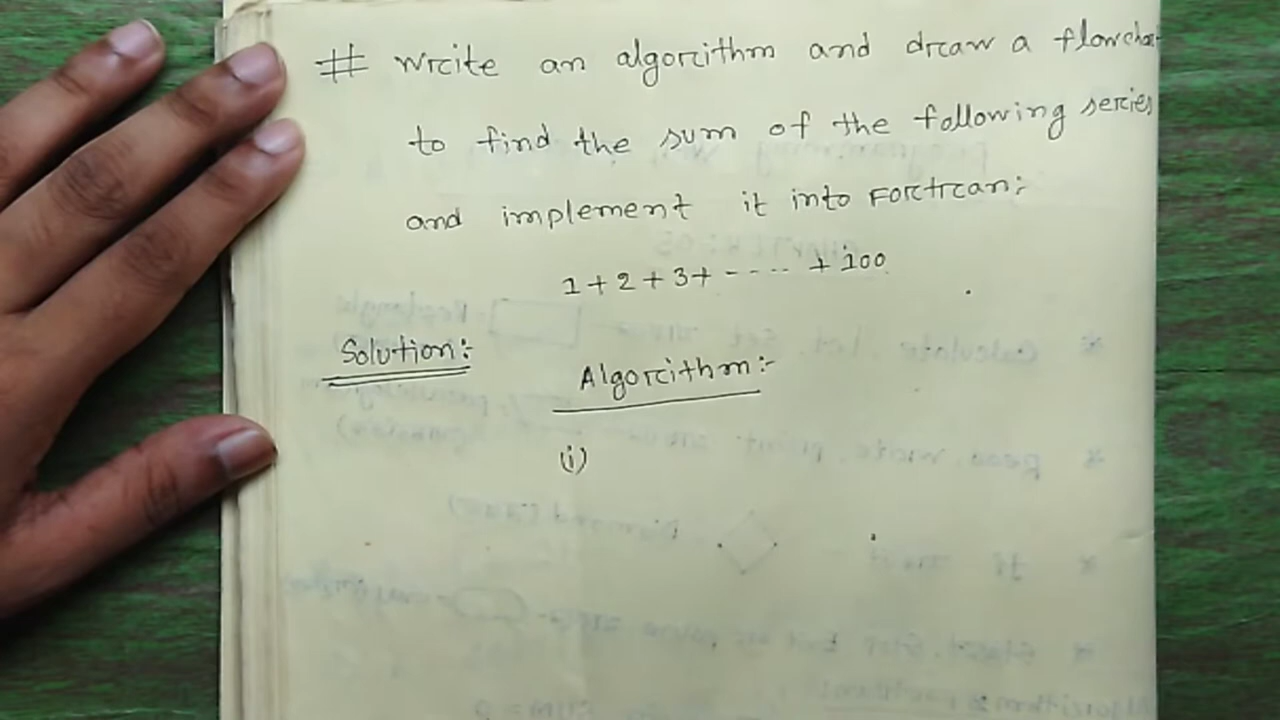 # Write an algorithm and draw a flowchar
to find the sum of the following series
and implement it into Fortran:
1 + 2 + 3 + ----- + 100
Solution:
Algorithm:-
(i)